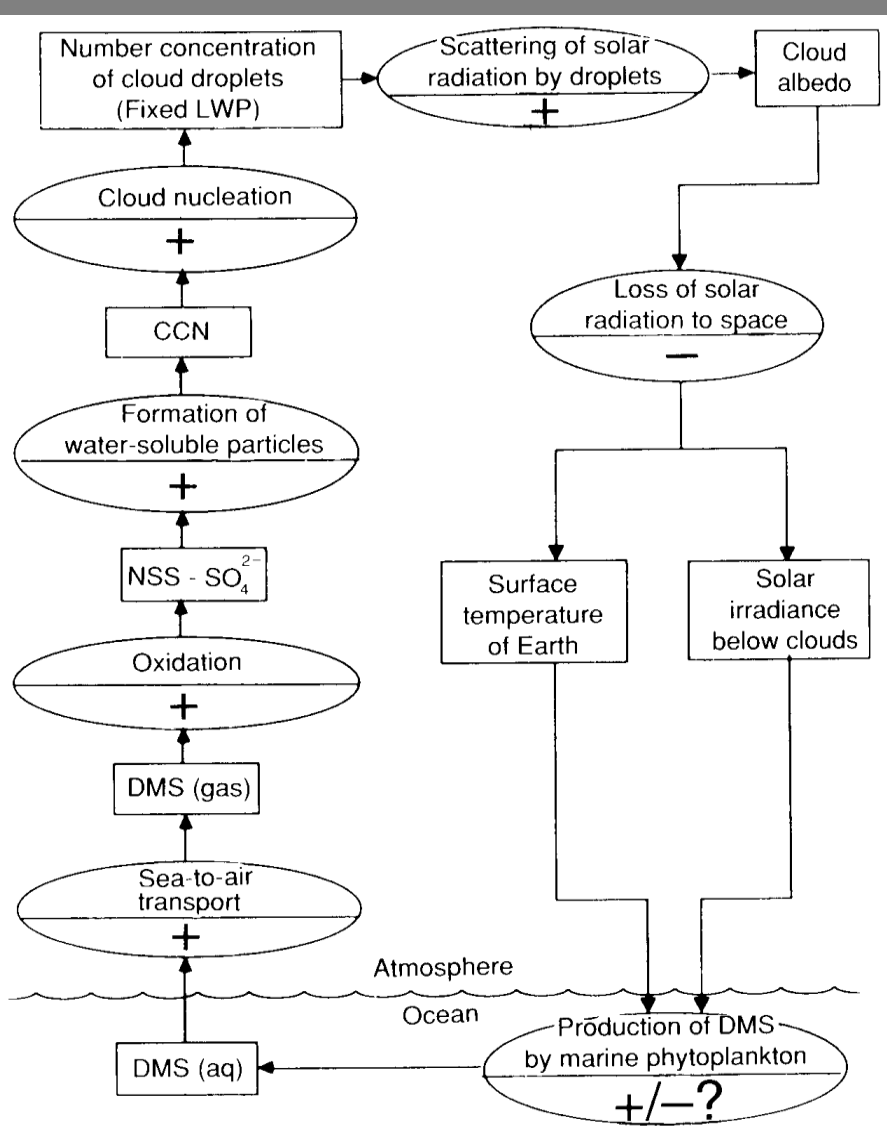 Number concentration
of cloud droplets
(Fixed LWP)
Scattering of solar
radiation by droplets
+
Cloud
albedo
Cloud nucleation
+
Loss of solar
radiation to space
−
CCN
Formation of
water-soluble particles
+
NSS - SO₄²⁻
Surface
temperature
of Earth
Solar
irradiance
below clouds
Oxidation
+
DMS (gas)
Sea-to-air
transport
+
Atmosphere
Ocean
Production of DMS
by marine phytoplankton
+/−?
DMS (aq)